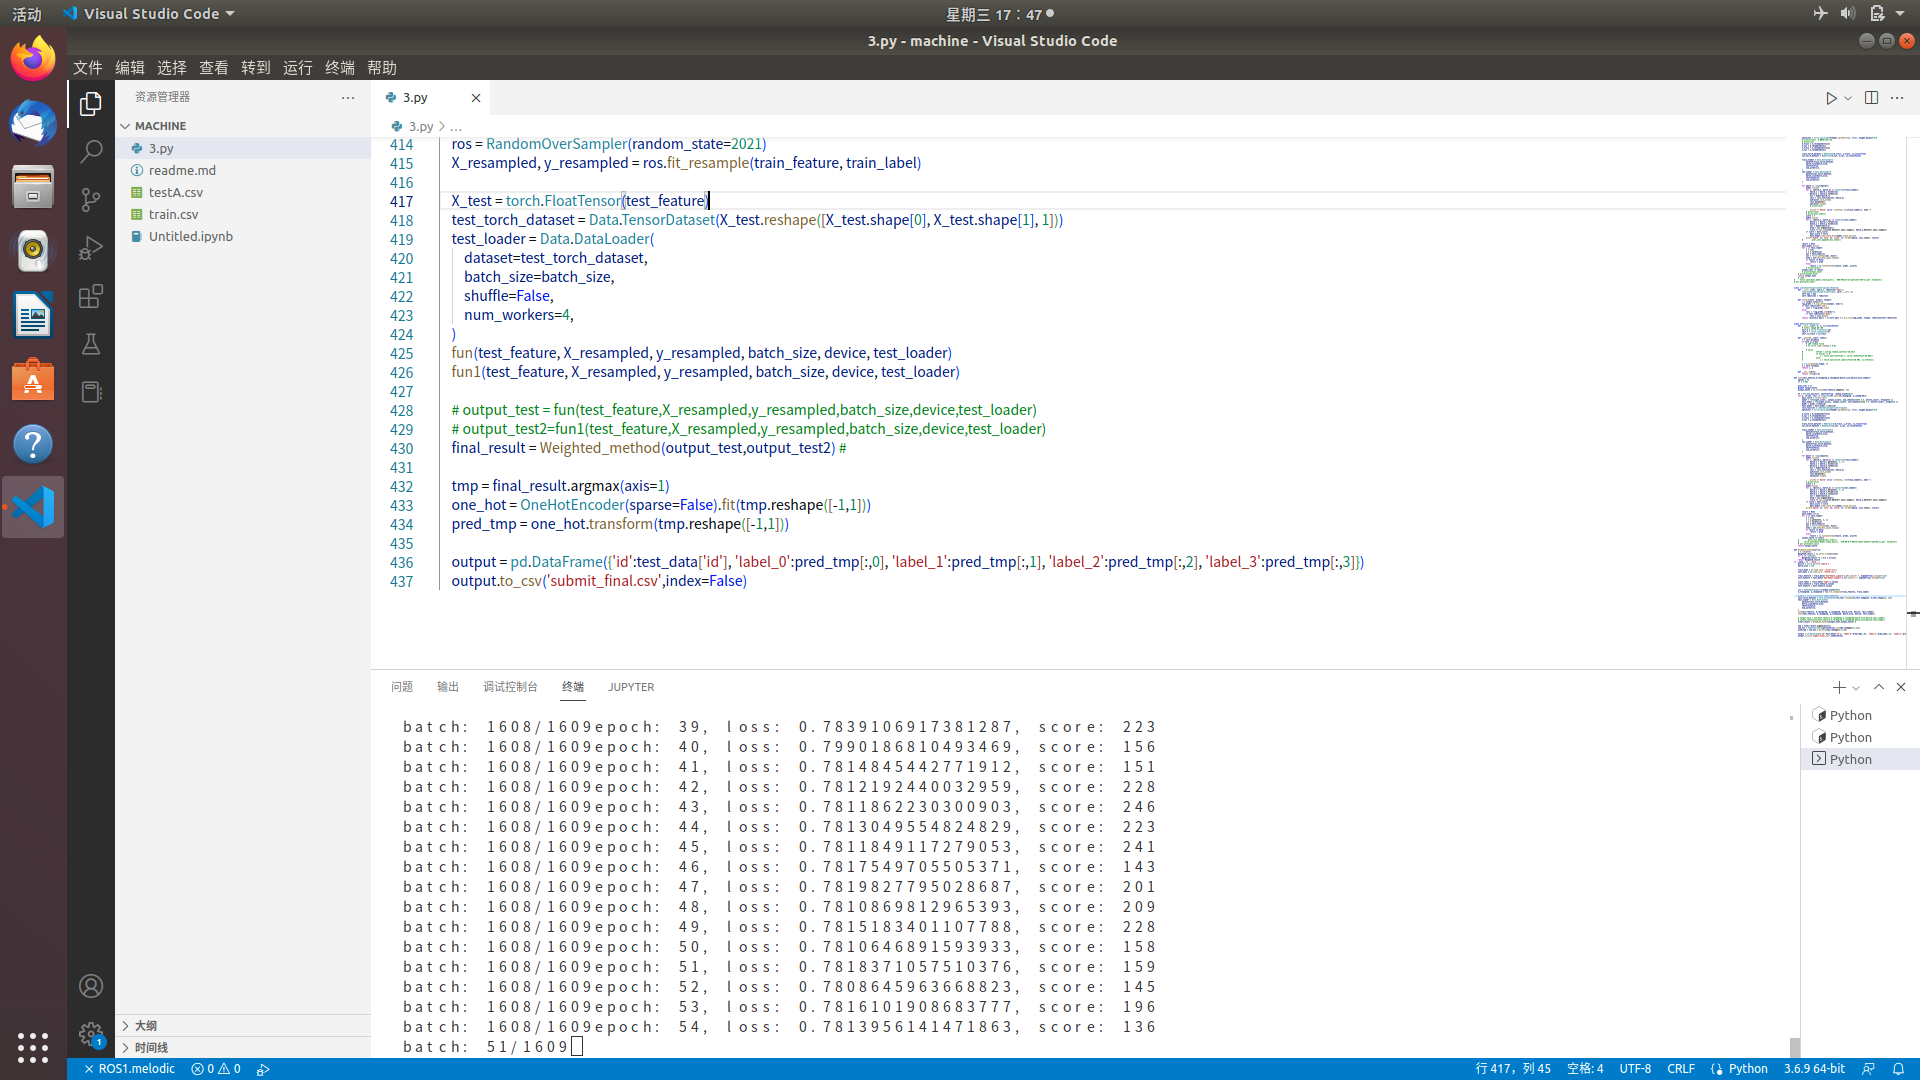 活动
Visual Studio Code
星期三 17：47
3.py - machine - Visual Studio Code
文件 编辑 选择 查看 转到 运行 终端 帮助
资源管理器
MACHINE
3.py
readme.md
testA.csv
train.csv
Untitled.ipynb
大纲
时间线
3.py
3.py > ...
414 ros = RandomOverSampler(random_state=2021)
415 X_resampled, y_resampled = ros.fit_resample(train_feature, train_label)
416
417 X_test = torch.FloatTensor(test_feature)
418 test_torch_dataset = Data.TensorDataset(X_test.reshape([X_test.shape[0], X_test.shape[1], 1]))
419 test_loader = Data.DataLoader(
420 dataset=test_torch_dataset,
421 batch_size=batch_size,
422 shuffle=False,
423 num_workers=4,
424 )
425 fun(test_feature, X_resampled, y_resampled, batch_size, device, test_loader)
426 fun1(test_feature, X_resampled, y_resampled, batch_size, device, test_loader)
427
428 # output_test = fun(test_feature,X_resampled,y_resampled,batch_size,device,test_loader)
429 # output_test2=fun1(test_feature,X_resampled,y_resampled,batch_size,device,test_loader)
430 final_result = Weighted_method(output_test,output_test2) #
431
432 tmp = final_result.argmax(axis=1)
433 one_hot = OneHotEncoder(sparse=False).fit(tmp.reshape([-1,1]))
434 pred_tmp = one_hot.transform(tmp.reshape([-1,1]))
435
436 output = pd.DataFrame({'id':test_data['id'], 'label_0':pred_tmp[:,0], 'label_1':pred_tmp[:,1], 'label_2':pred_tmp[:,2], 'label_3':pred_tmp[:,3]})
437 output.to_csv('submit_final.csv',index=False)
问题 输出 调试控制台 终端 JUPYTER
batch: 1608/1609epoch: 39, loss: 0.7839106917381287, score: 223
batch: 1608/1609epoch: 40, loss: 0.7990186810493469, score: 156
batch: 1608/1609epoch: 41, loss: 0.7814845442771912, score: 151
batch: 1608/1609epoch: 42, loss: 0.7812192440032959, score: 228
batch: 1608/1609epoch: 43, loss: 0.7811862230300903, score: 246
batch: 1608/1609epoch: 44, loss: 0.7813049554824829, score: 223
batch: 1608/1609epoch: 45, loss: 0.7811849117279053, score: 241
batch: 1608/1609epoch: 46, loss: 0.7817549705505371, score: 143
batch: 1608/1609epoch: 47, loss: 0.7819827795028687, score: 201
batch: 1608/1609epoch: 48, loss: 0.7810869812965393, score: 209
batch: 1608/1609epoch: 49, loss: 0.7815183401107788, score: 228
batch: 1608/1609epoch: 50, loss: 0.7810646891593933, score: 158
batch: 1608/1609epoch: 51, loss: 0.7818371057510376, score: 159
batch: 1608/1609epoch: 52, loss: 0.7808645963668823, score: 145
batch: 1608/1609epoch: 53, loss: 0.7816101908683777, score: 196
batch: 1608/1609epoch: 54, loss: 0.7813956141471863, score: 136
batch: 51/1609
Python
Python
Python
1
ROS1.melodic 0 0
行 417，列 45 空格: 4 UTF-8 CRLF Python 3.6.9 64-bit